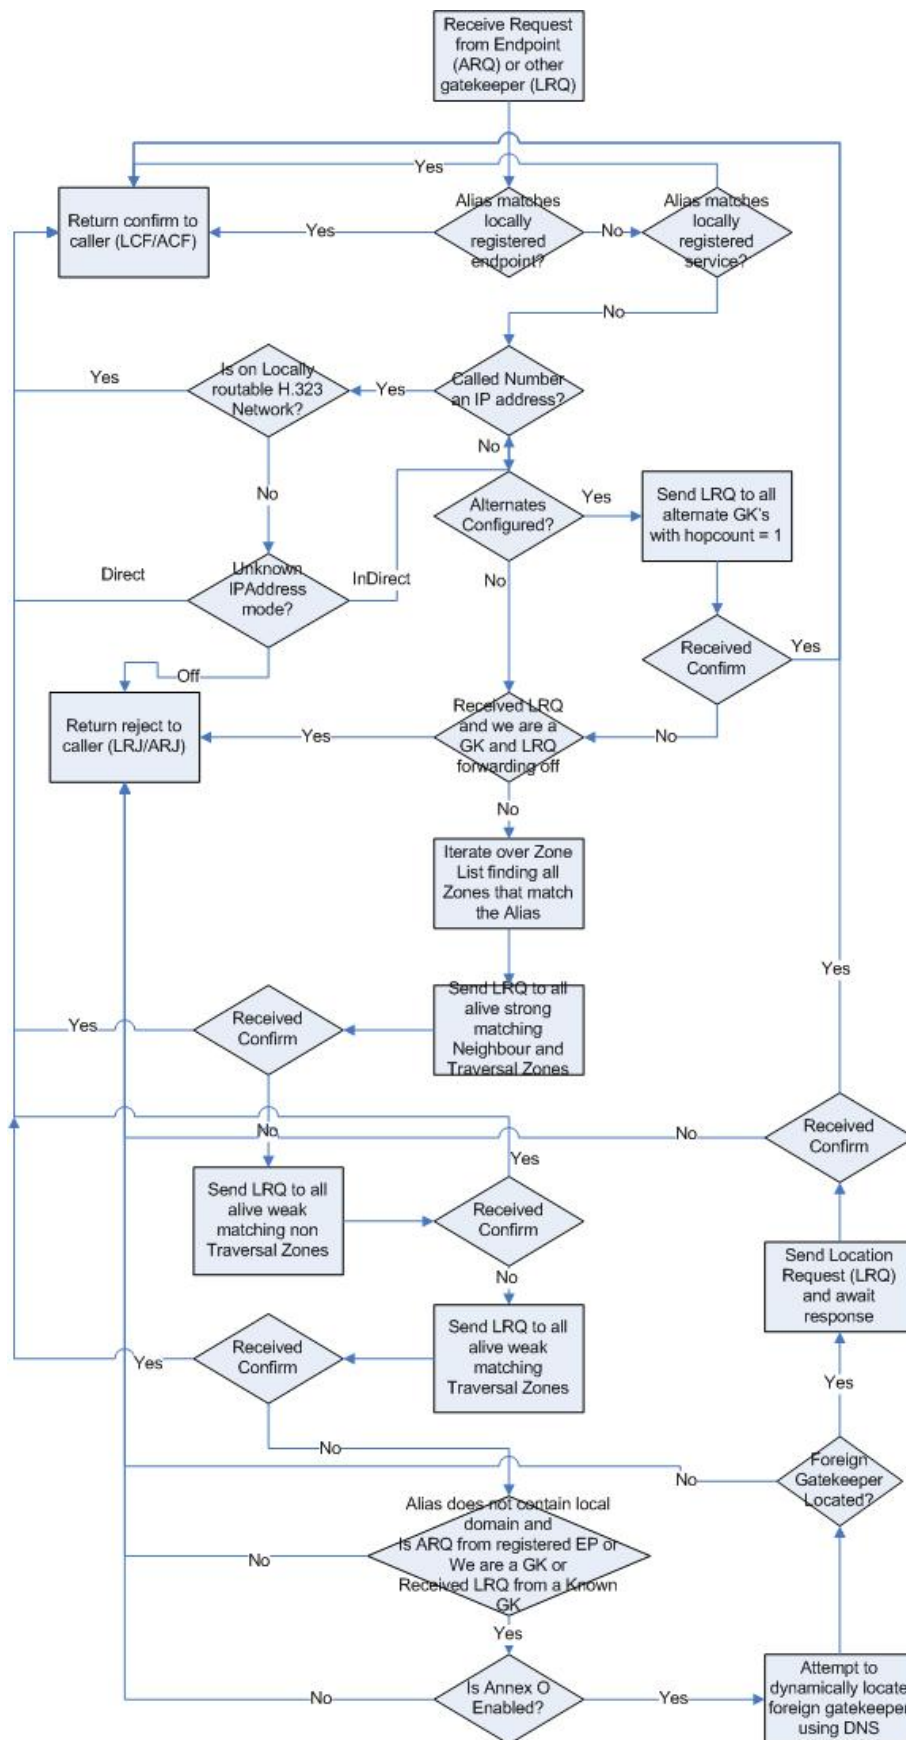 Receive Request
from Endpoint
(ARQ) or other
gatekeeper (LRQ)
Yes
Return confirm to
caller (LCF/ACF)
Yes
Alias matches
locally
registered
endpoint?
No
Alias matches
locally
registered
service?
No
Yes
Is on Locally
routable H.323
Network?
Yes
Called Number
an IP address?
No
No
Alternates
Configured?
Yes
Send LRQ to all
alternate GK's
with hopcount = 1
Direct
Unknown
IPAddress
mode?
InDirect
No
Received
Confirm
Yes
Off
Return reject to
caller (LRJ/ARJ)
Yes
Received LRQ
and we are a
GK and LRQ
forwarding off
No
No
Iterate over Zone
List finding all
Zones that match
the Alias
Yes
Yes
Received
Confirm
Send LRQ to all
alive strong
matching
Neighbour and
Traversal Zones
No
Yes
No
Received
Confirm
Send LRQ to all
alive weak
matching non
Traversal Zones
Received
Confirm
No
Send Location
Request (LRQ)
and await
response
Yes
Received
Confirm
Send LRQ to all
alive weak
matching
Traversal Zones
Yes
No
No
Foreign
Gatekeeper
Located?
No
Alias does not contain local
domain and
Is ARQ from registered EP or
We are a GK or
Received LRQ from a Known
GK
Yes
No
Is Annex O
Enabled?
Yes
Attempt to
dynamically locate
foreign gatekeeper
using DNS